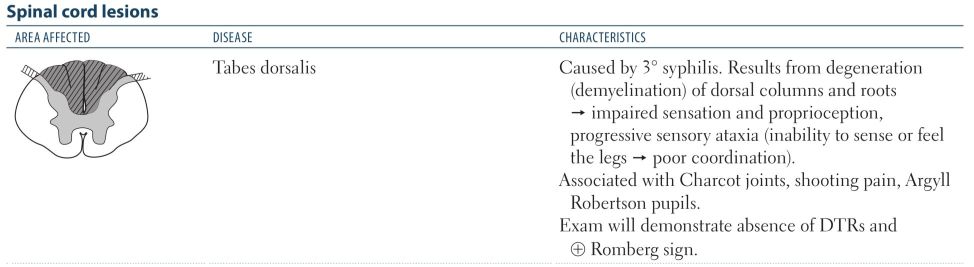 Spinal cord lesions
AREA AFFECTED DISEASE CHARACTERISTICS
Tabes dorsalis
Caused by 3° syphilis. Results from degeneration
(demyelination) of dorsal columns and roots
→ impaired sensation and proprioception,
progressive sensory ataxia (inability to sense or feel
the legs → poor coordination).
Associated with Charcot joints, shooting pain, Argyll
Robertson pupils.
Exam will demonstrate absence of DTRs and
⊕ Romberg sign.